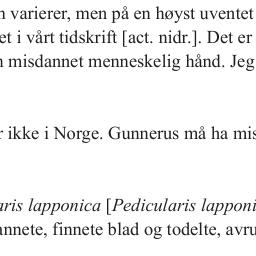 n varierer, men på en høyst uventet
et i vårt tidskrift [act. nidr.]. Det er
n misdannet menneskelig hånd. Jeg
r ikke i Norge. Gunnerus må ha mis
aris lapponica [Pedicularis lapponi
annete, finnete blad og todelte, avru